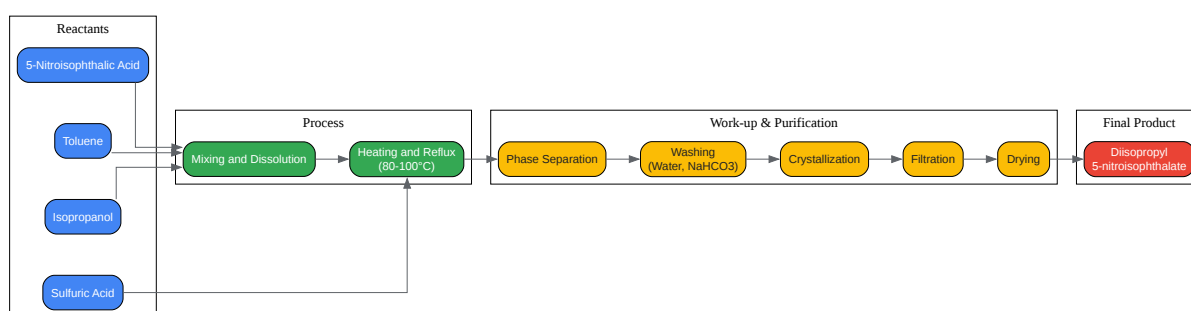 Reactants
5-Nitroisophthalic Acid
Toluene
Isopropanol
Sulfuric Acid
Process
Mixing and Dissolution
Heating and Reflux
(80-100°C)
Work-up & Purification
Phase Separation
Washing
(Water, NaHCO3)
Crystallization
Filtration
Drying
Final Product
Diisopropyl
5-nitroisophthalate